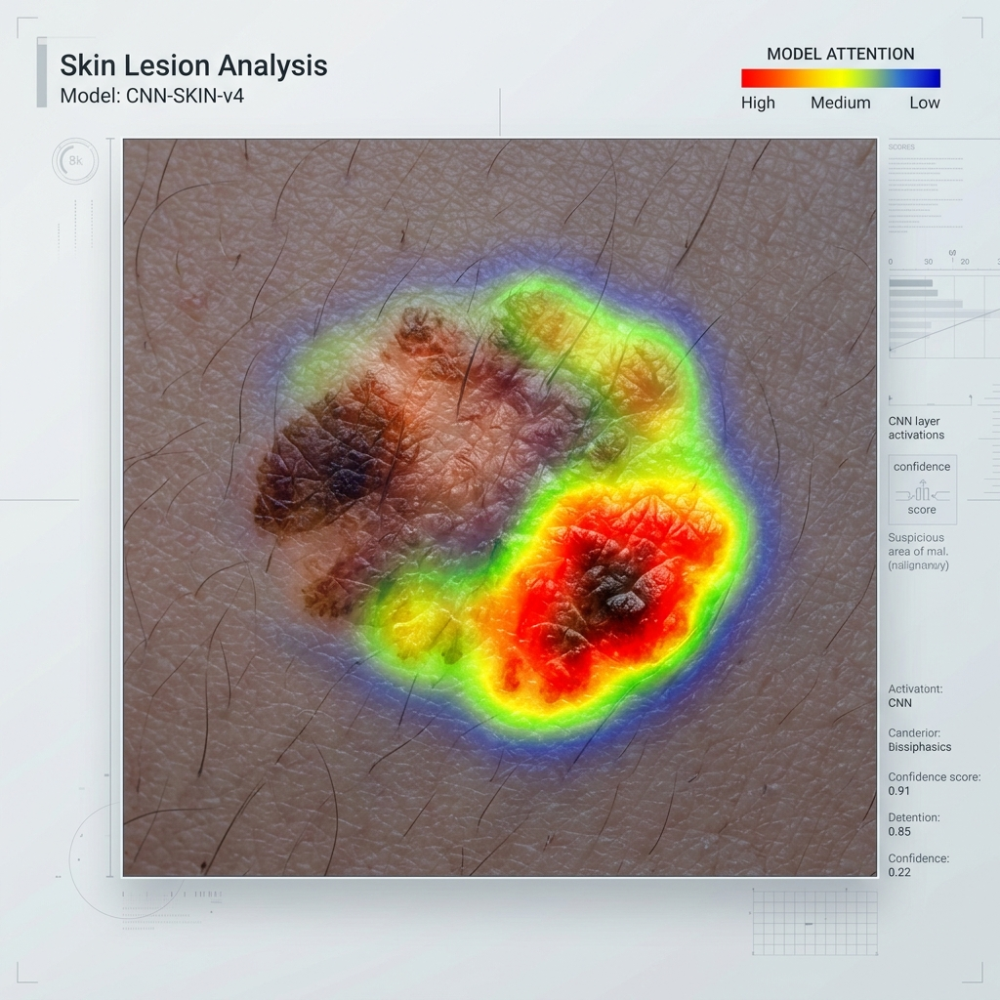 Skin Lesion Analysis
Model: CNN-SKIN-v4
MODEL ATTENTION
High Medium Low
8k
SCORES
0 30 20
CNN layer
activations
confidence
score
Suspicious
area of mal.
Activatont:
CNN
Canderior:
Bissiphasics
Confidence score:
0.91
Detention:
0.85
Confidence:
0.22